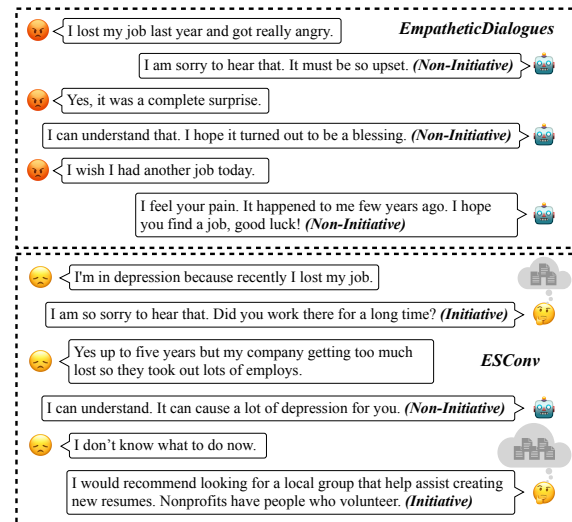 I lost my job last year and got really angry.
EmpatheticDialogues
I am sorry to hear that. It must be so upset. (Non-Initiative)
Yes, it was a complete surprise.
I can understand that. I hope it turned out to be a blessing. (Non-Initiative)
I wish I had another job today.
I feel your pain. It happened to me few years ago. I hope
you find a job, good luck! (Non-Initiative)
I'm in depression because recently I lost my job.
I am so sorry to hear that. Did you work there for a long time? (Initiative)
Yes up to five years but my company getting too much
lost so they took out lots of employs.
ESConv
I can understand. It can cause a lot of depression for you. (Non-Initiative)
I don't know what to do now.
I would recommend looking for a local group that help assist creating
new resumes. Nonprofits have people who volunteer. (Initiative)